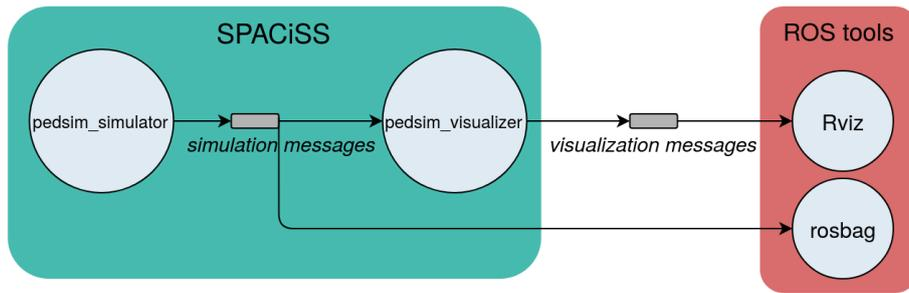 SPACiSS
ROS tools
pedsim_simulator
pedsim_visualizer
Rviz
simulation messages
visualization messages
rosbag